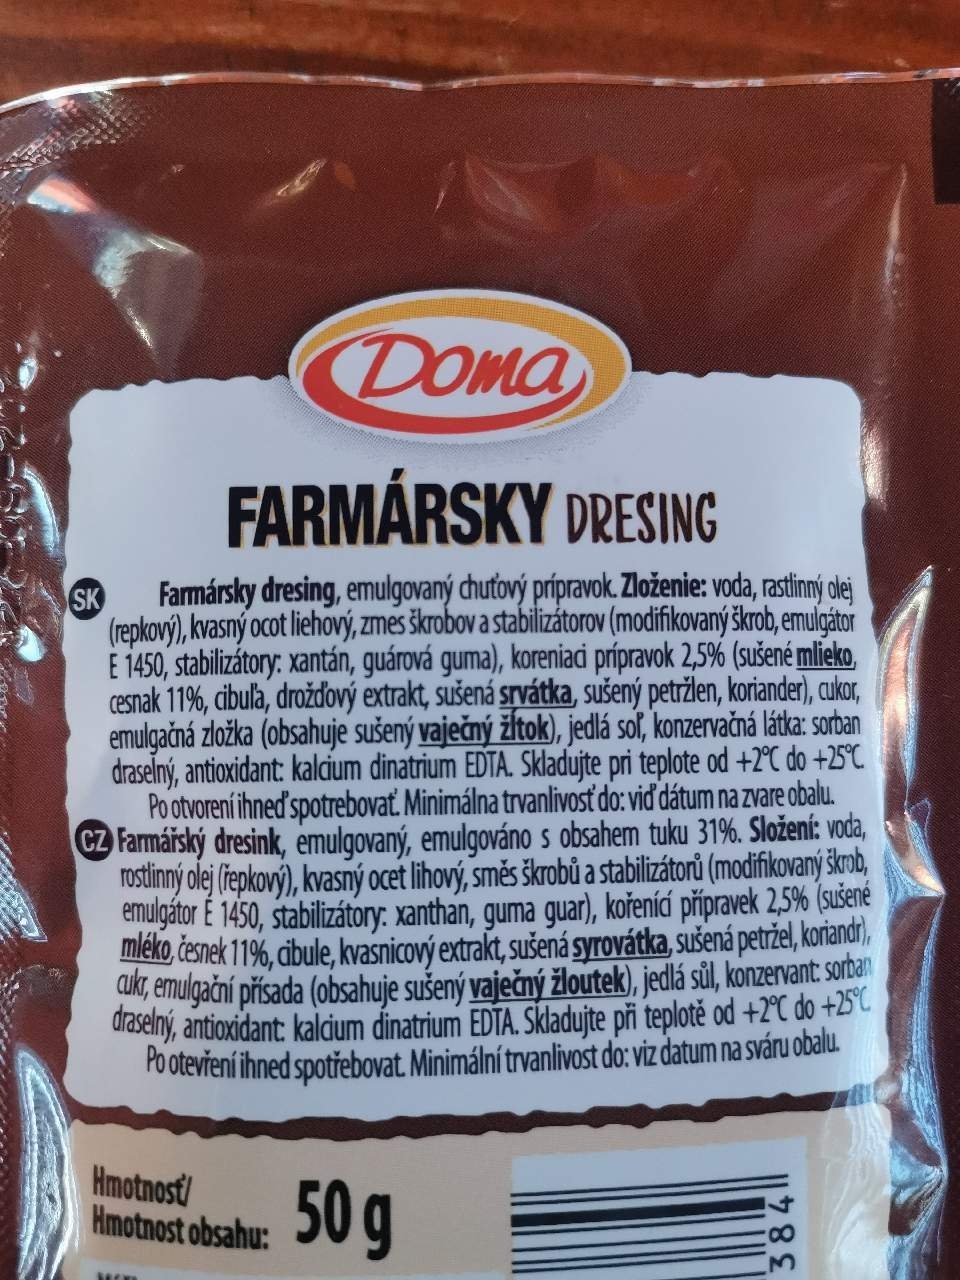 Doma
FARMÁRSKY DRESING
SK Farmársky dresing, emulgovaný chuťový prípravok. Zloženie: voda, rastlinný olej
(repkový), kvasný ocot liehový, zmes škrobov a stabilizátorov (modifikovaný škrob, emulgátor
E 1450, stabilizátory: xantán, guárová guma), koreniaci prípravok 2,5% (sušené mlieko,
cesnak 11%, cibuľa, drožďový extrakt, sušená srvátka, sušený petržlen, koriander), cukor,
emulgačná zložka (obsahuje sušený vaječný žĺtok), jedlá soľ, konzervačná látka: sorban
draselný, antioxidant: kalcium dinatrium EDTA. Skladujte pri teplote od +2°C do +25°C.
Po otvorení ihneď spotrebovať. Minimálna trvanlivosť do: viď dátum na zvare obalu.
CZ Farmářský dresink, emulgovaný, emulgováno s obsahem tuku 31%. Složení: voda,
rostlinný olej (řepkový), kvasný ocet lihový, směs škrobů a stabilizátorů (modifikovaný škrob,
emulgátor E 1450, stabilizátory: xanthan, guma guar), kořenící přípravek 2,5% (sušené
mléko, česnek 11%, cibule, kvasnicový extrakt, sušená syrovátka, sušená petržel, koriandr),
cukr, emulgační přísada (obsahuje sušený vaječný žloutek), jedlá sůl, konzervant: sorban
draselný, antioxidant: kalcium dinatrium EDTA. Skladujte při teplotě od +2°C do +25°C
Po otevření ihned spotřebovat. Minimální trvanlivost do: viz datum na sváru obalu.
Hmotnosť/
Hmotnost obsahu: 50 g
384